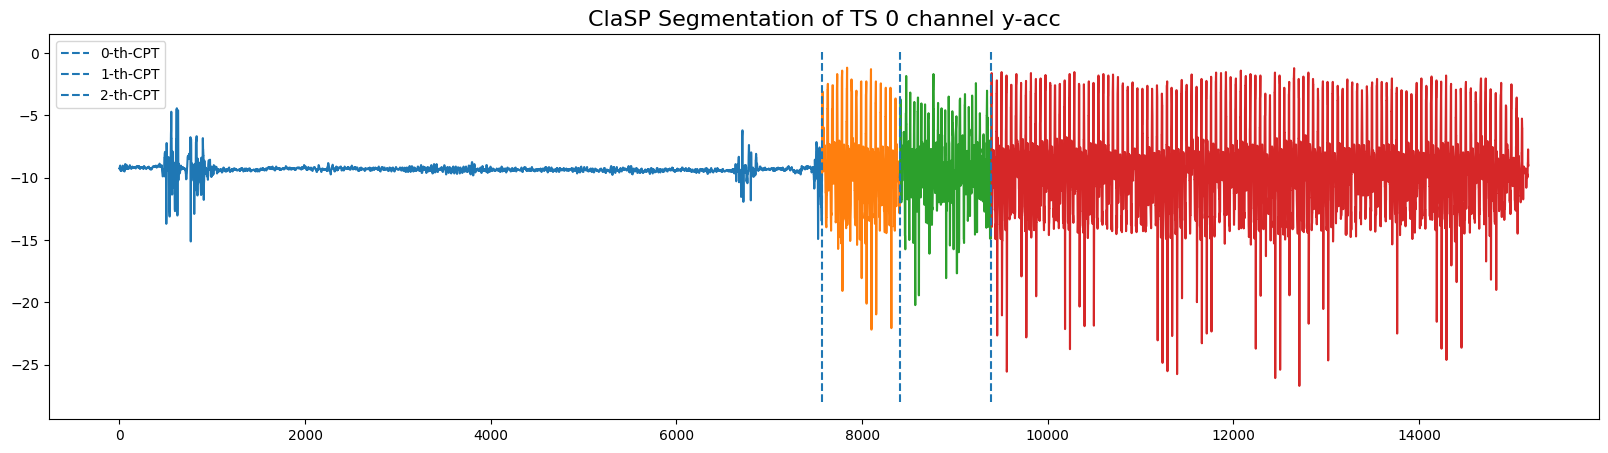 ClaSP Segmentation of TS 0 channel y-acc
0-th-CPT
1-th-CPT
2-th-CPT
0
−5
−10
−15
−20
−25
0 2000 4000 6000 8000 10000 12000 14000